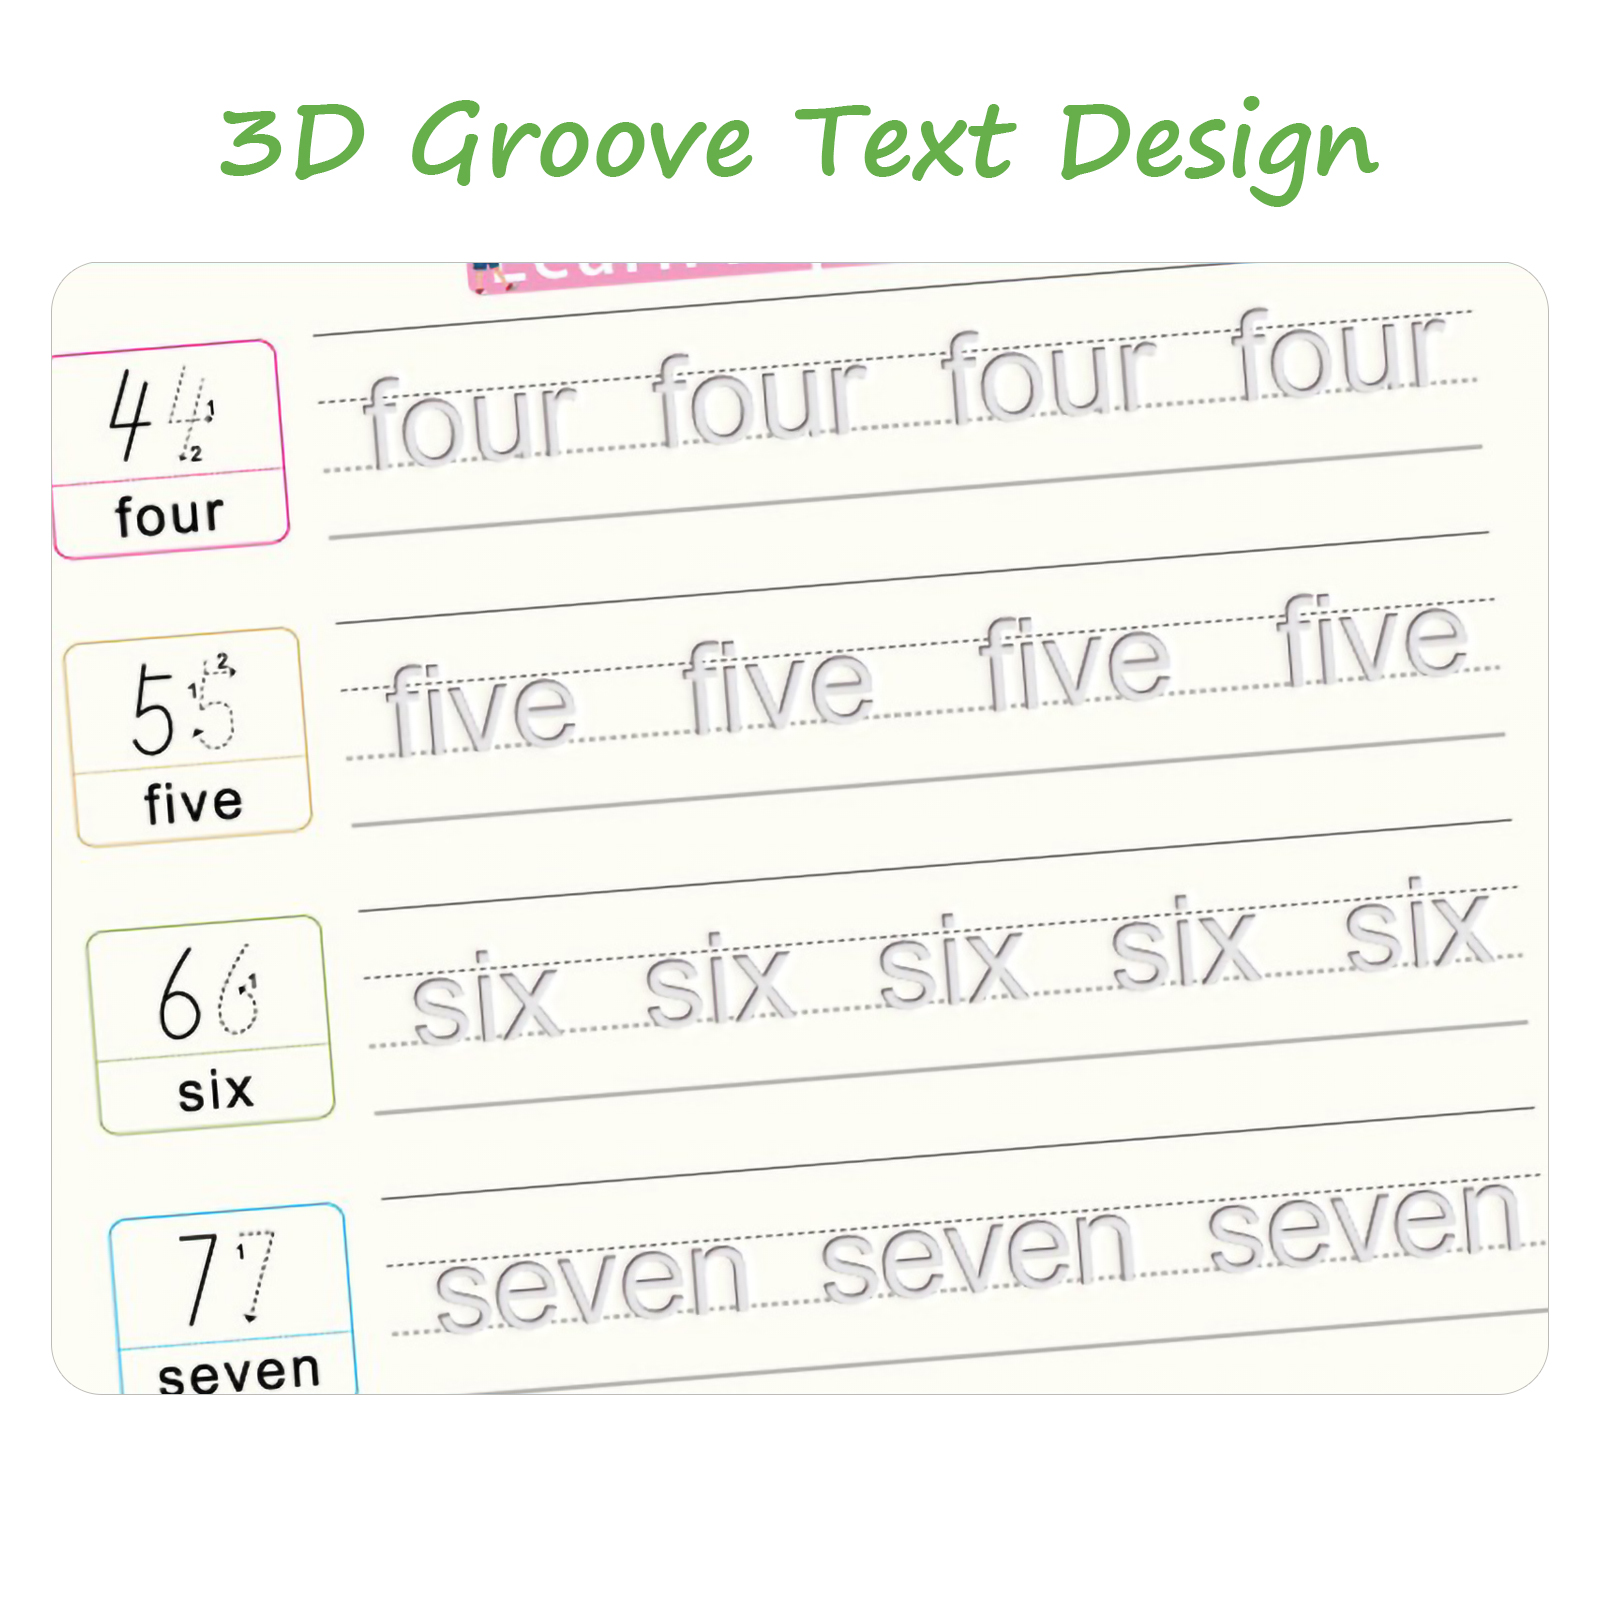 3D Groove Text Design
4 4 1 2
four
four four four four
5 5 1 2
five
five five five five
6 6 1
six
six six six six six
7 7 1
seven
seven seven seven